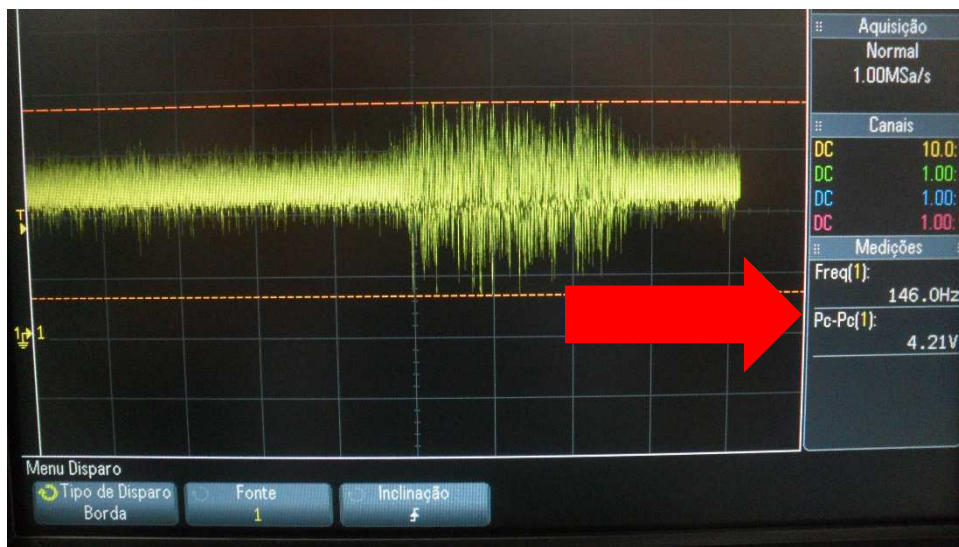 Aquisição
Normal
1.00MSa/s
Canais
DC 10.0:
DC 1.00:
DC 1.00:
DC 1.00:
Medições
Freq(1):
146.0Hz
Pc-Pc(1):
4.21V
T
1 1
Menu Disparo
Tipo de Disparo
Borda
Fonte
1
Inclinação